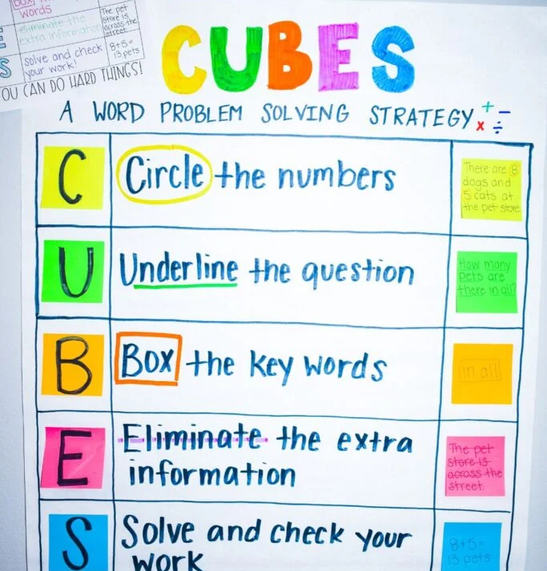 words
The pet
store is
across the
street.
Eliminate the
extra information
S
Solve and check
your work!
8+5=
13 pets
YOU CAN DO HARD THINGS!
CUBES
A WORD PROBLEM SOLVING STRATEGY
+ −
× ÷
C
Circle the numbers
There are 8
dogs and
5 cats at
the pet store.
U
Underline the question
How many
pets are
there in all?
B
Box the key words
in all
E
Eliminate the extra
information
The pet
store is
across the
street.
S
Solve and check your
work
8+5=
13 pets